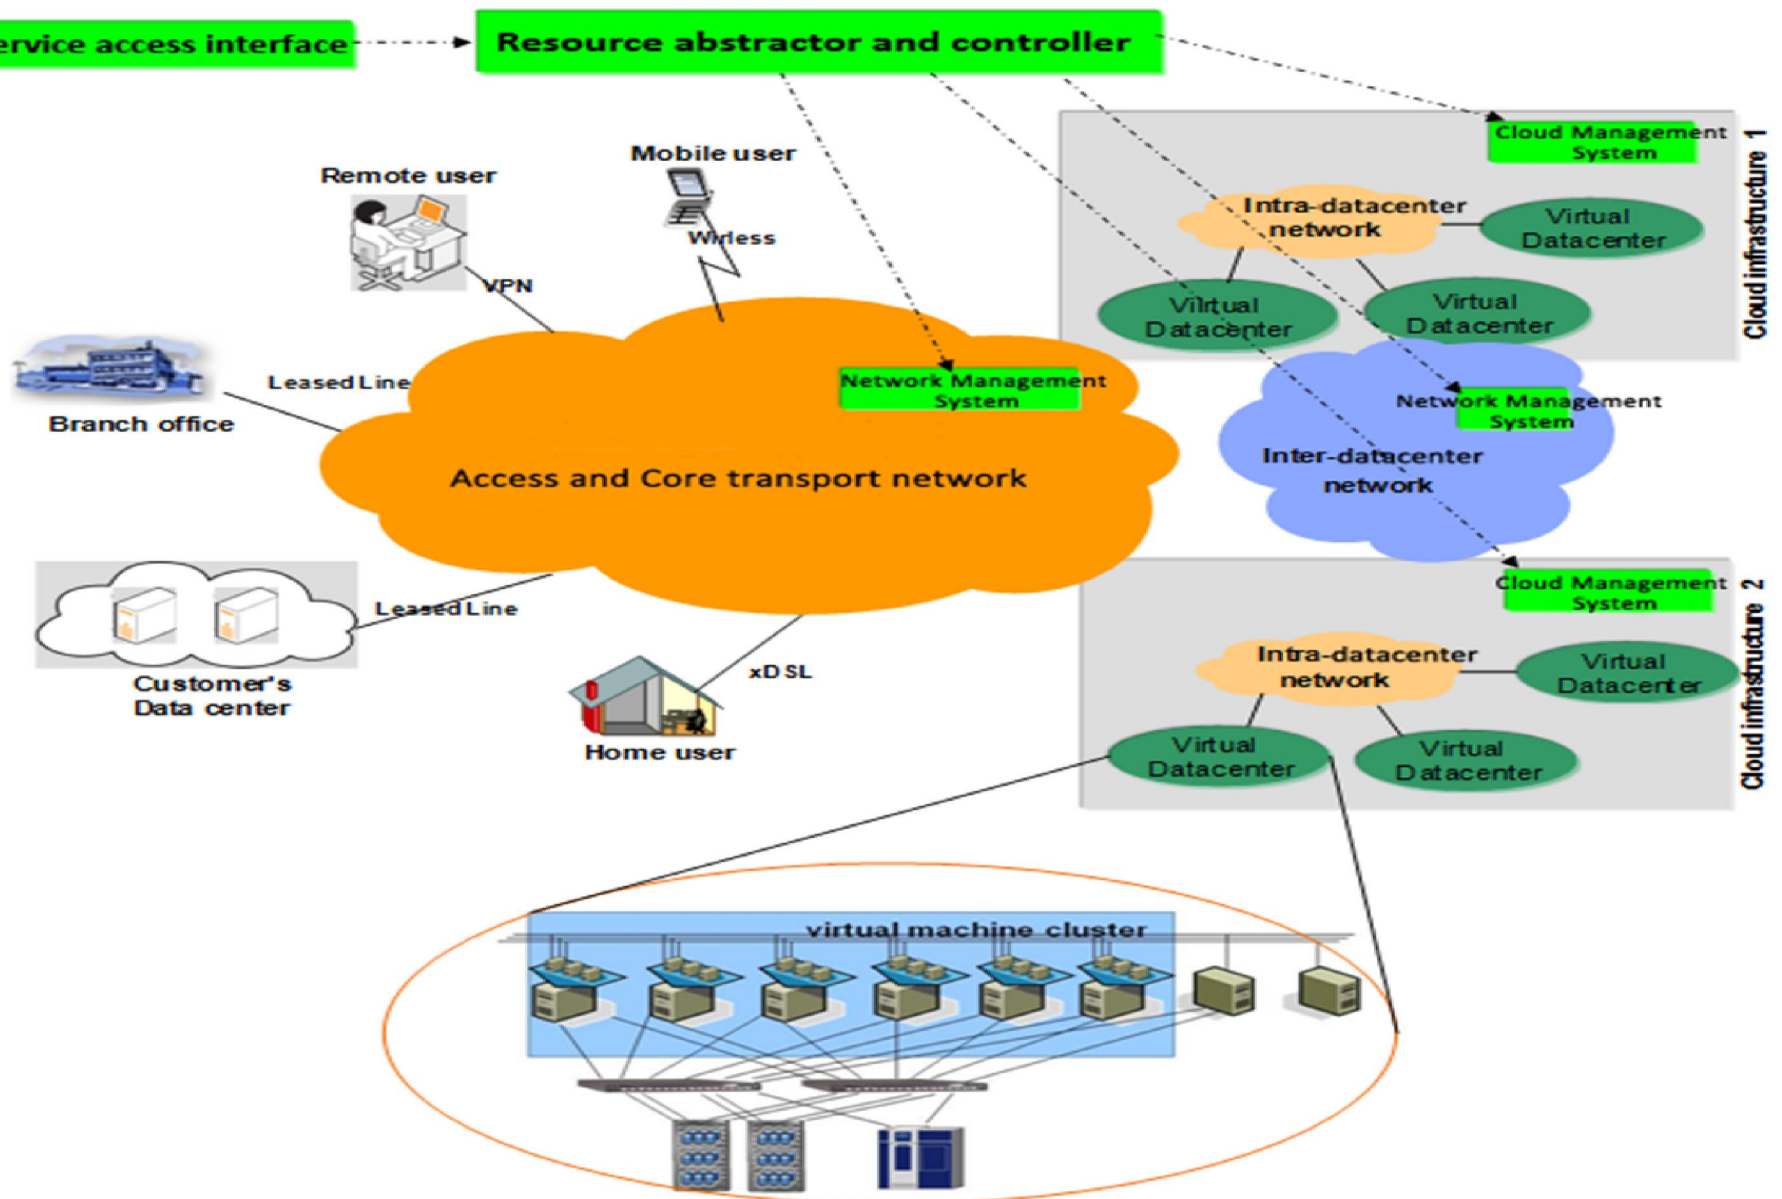 ervice access interface
Resource abstractor and controller
Cloud Management
System
Cloud infrastructure 1
Mobile user
Remote user
Wirless
VPN
Intra-datacenter
network
Virtual
Datacenter
Virtual
Datacenter
Virtual
Datacenter
Leased Line
Branch office
Network Management
System
Network Management
System
Access and Core transport network
Inter-datacenter
network
Cloud Management
System
Cloud infrastructure 2
Leased Line
Customer's
Data center
xDSL
Home user
Intra-datacenter
network
Virtual
Datacenter
Virtual
Datacenter
Virtual
Datacenter
virtual machine cluster